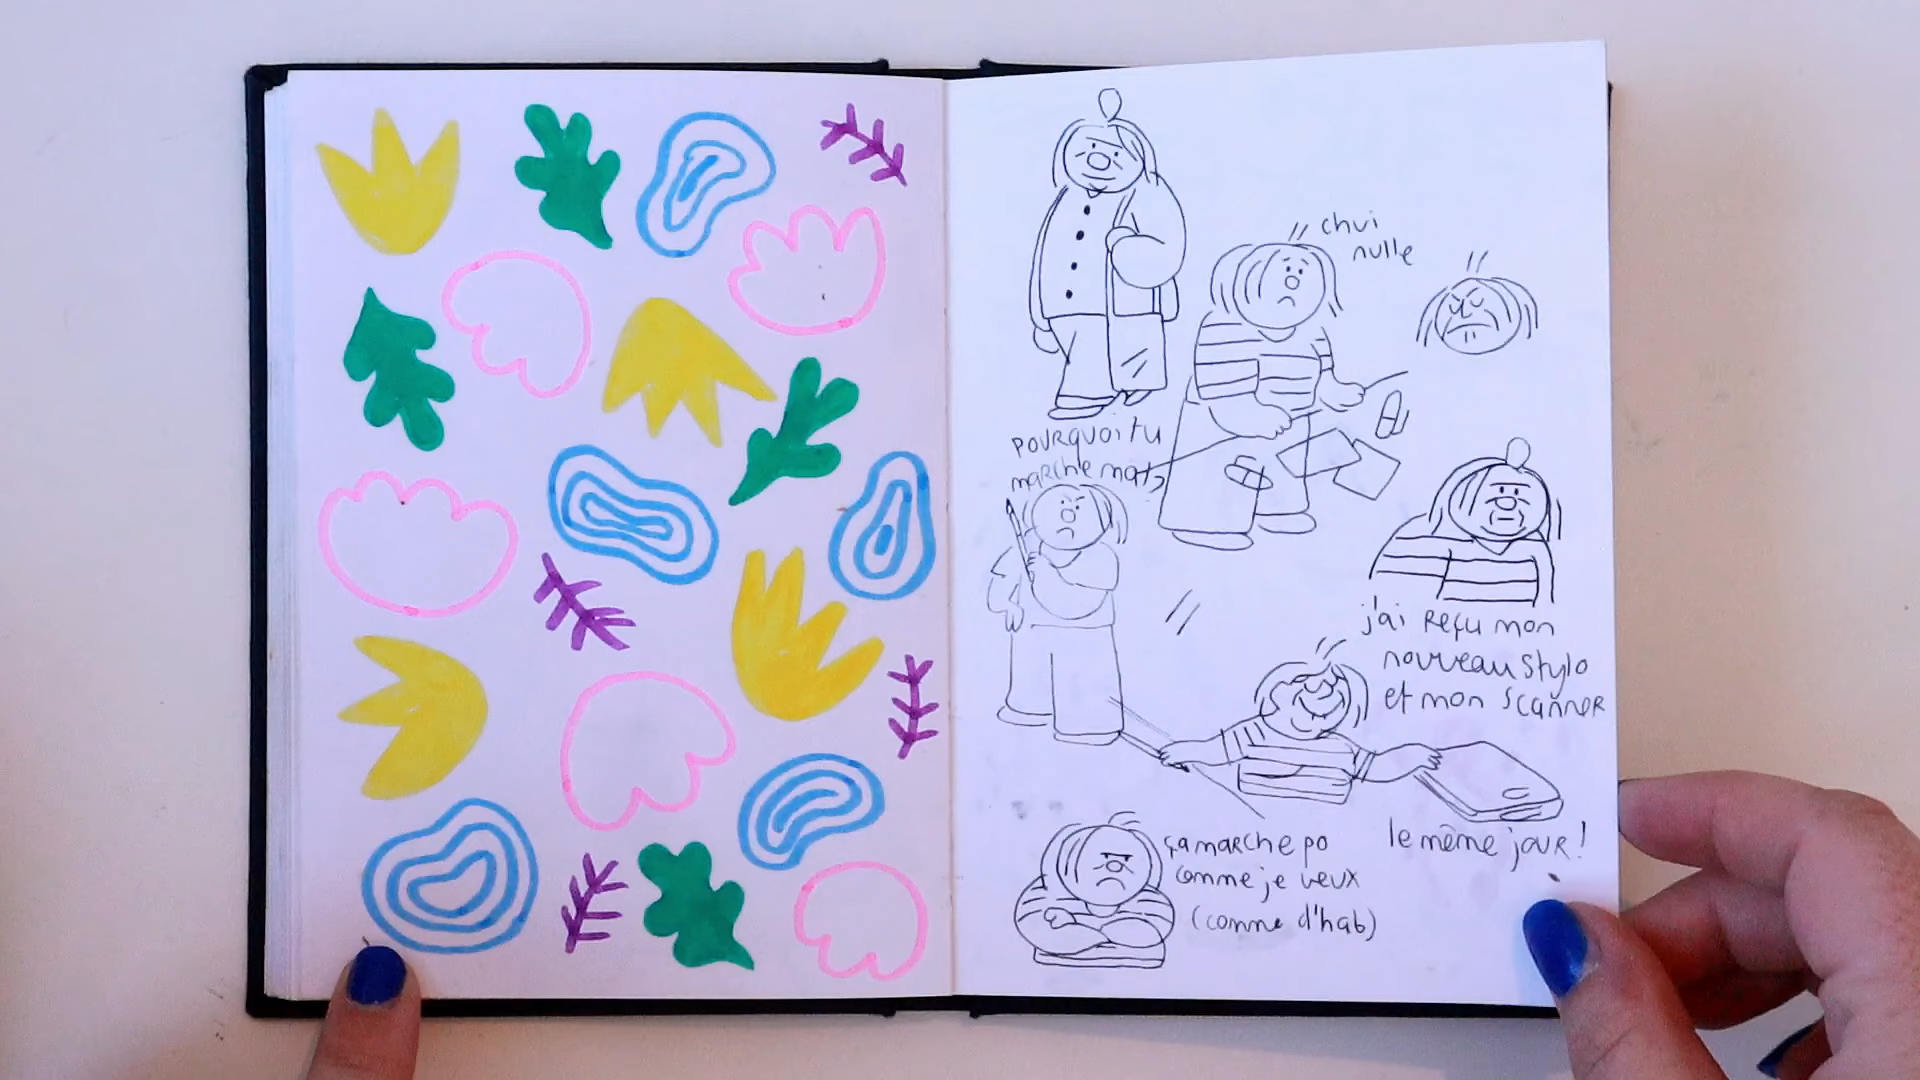 chui
nulle
pourquoi tu
marche mats
j'ai reçu mon
nouveau stylo
et mon scanner
le même jour!
ça marche po
comme je veux
(comme d'hab)